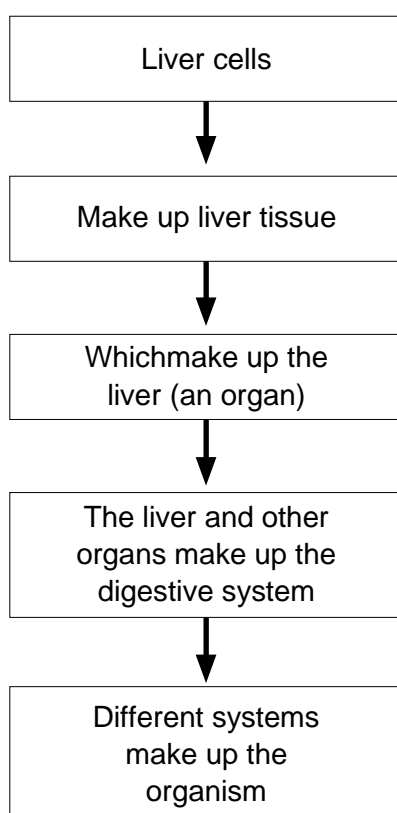 Liver cells
Make up liver tissue
Whichmake up the
liver (an organ)
The liver and other
organs make up the
digestive system
Different systems
make up the
organism